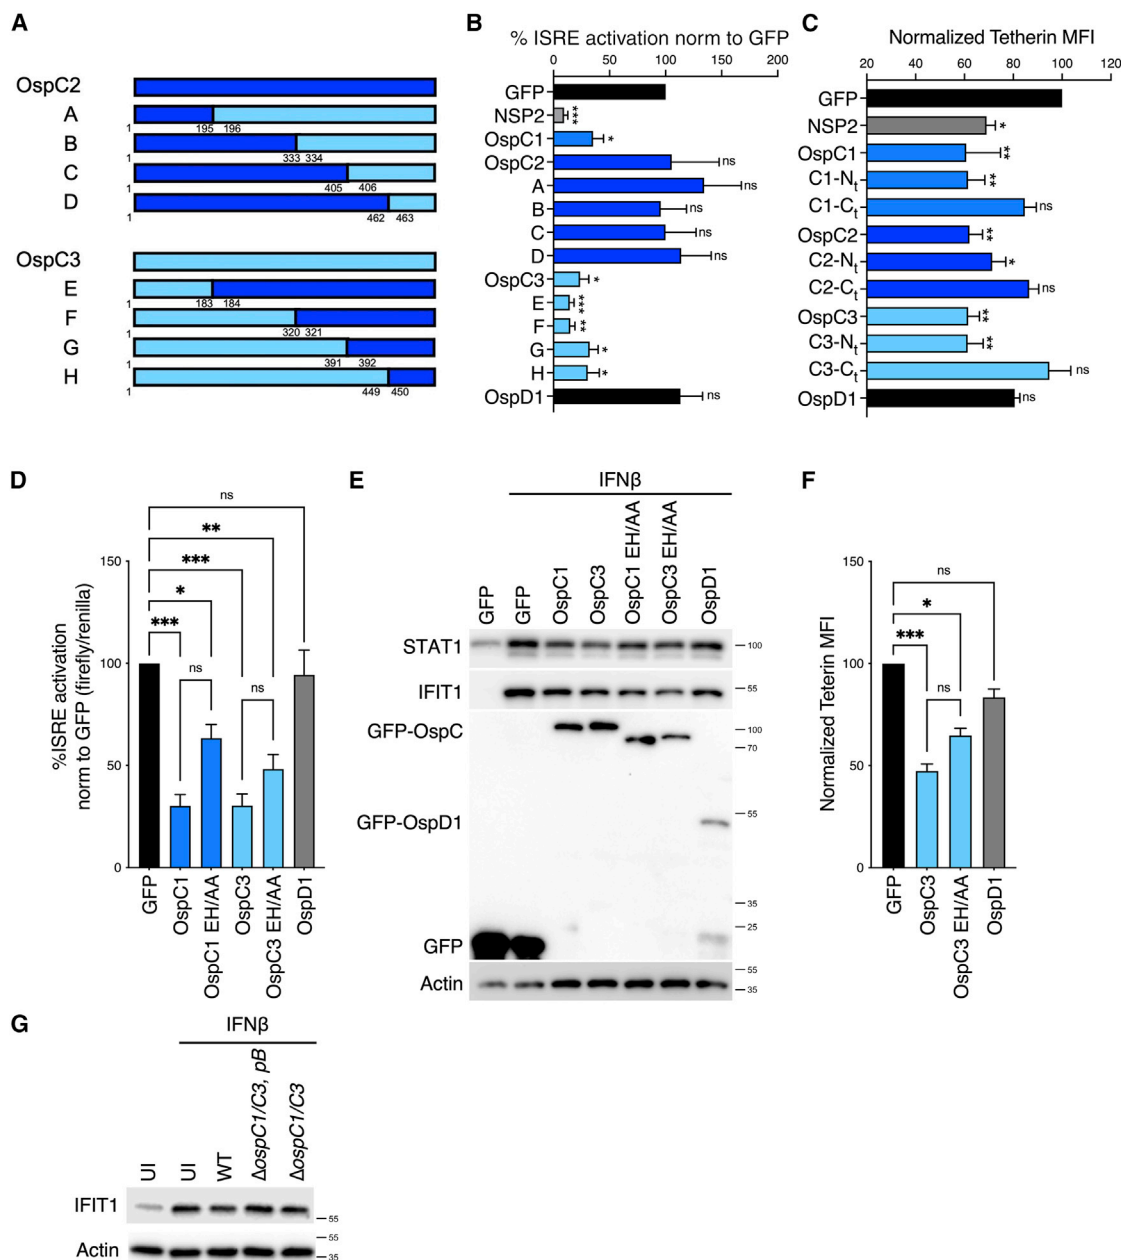 A
OspC2
A
1 195 196
B
1 333 334
C
1 405 406
D
1 462 463
OspC3
E
1 183 184
F
1 320 321
G
1 391 392
H
1 449 450
B
% ISRE activation norm to GFP
0 50 100 150 200
GFP
NSP2 ***
OspC1 *
OspC2 ns
A ns
B ns
C ns
D ns
OspC3 *
E ***
F **
G *
H *
OspD1 ns
C
Normalized Tetherin MFI
20 40 60 80 100 120
GFP
NSP2 *
OspC1 **
C1-Nt **
C1-Ct ns
OspC2 **
C2-Nt *
C2-Ct ns
OspC3 **
C3-Nt **
C3-Ct ns
OspD1 ns
D
%ISRE activation
norm to GFP (firefly/renilla)
150
100
50
0
ns
**
***
*
***
ns
ns
GFP
OspC1
OspC1 EH/AA
OspC3
OspC3 EH/AA
OspD1
E
IFNβ
GFP
GFP
OspC1
OspC3
OspC1 EH/AA
OspC3 EH/AA
OspD1
STAT1 100
IFIT1 55
GFP-OspC 100
70
GFP-OspD1 55
35
25
GFP
Actin 55
35
F
Normalized Teterin MFI
150
100
50
0
ns
*
***
ns
GFP
OspC3
OspC3 EH/AA
OspD1
G
IFNβ
UI
UI
WT
ΔospC1/C3, pB
ΔospC1/C3
IFIT1 55
Actin 35